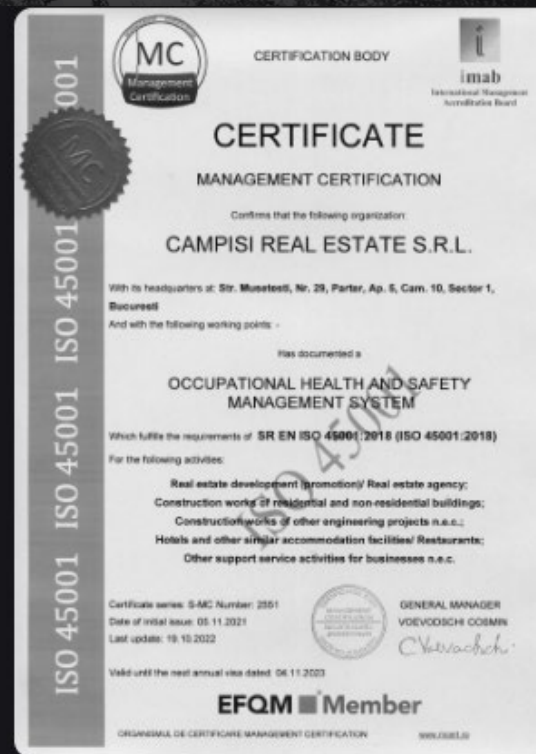 MC
Management
Certification
CERTIFICATION BODY
imab
International Management
Accreditation Board
CERTIFICATE
MANAGEMENT CERTIFICATION
Confirms that the following organization:
CAMPISI REAL ESTATE S.R.L.
With its headquarters at: Str. Musetesti, Nr. 29, Parter, Ap. 5, Cam. 10, Sector 1,
Bucuresti
And with the following working points: -
Has documented a
OCCUPATIONAL HEALTH AND SAFETY
MANAGEMENT SYSTEM
Which fulfils the requirements of SR EN ISO 45001:2018 (ISO 45001:2018)
For the following activities:
Real estate development (promotion)/ Real estate agency;
Construction works of residential and non-residential buildings;
Construction works of other engineering projects n.e.c.;
Hotels and other similar accommodation facilities/ Restaurants;
Other support service activities for businesses n.e.c.
Certificate series: S-MC Number: 2551
Date of initial issue: 05.11.2021
Last update: 19.10.2022
GENERAL MANAGER
VOEVODSCHI COSMIN
Valid until the next annual visa dated: 04.11.2023
EFQM Member
ORGANISMUL DE CERTIFICARE MANAGEMENT CERTIFICATION
ISO 45001
ISO 45001 ISO 45001 ISO 45001 001
MC